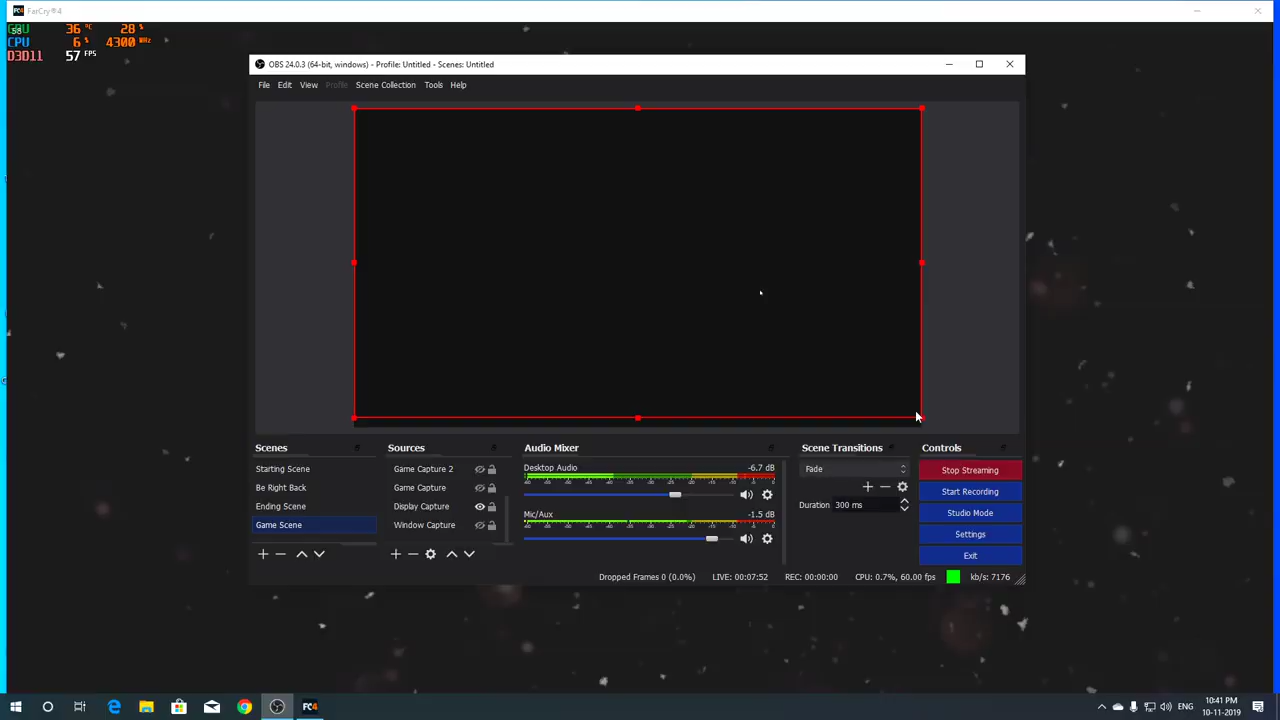 FC4 FarCry®4
GPU 36 °C 28 %
CPU 6 % 4300 MHz
D3D11 57 FPS
OBS 24.0.3 (64-bit, windows) - Profile: Untitled - Scenes: Untitled
File Edit View Profile Scene Collection Tools Help
Scenes Sources Audio Mixer Scene Transitions Controls
Starting Scene Game Capture 2 Desktop Audio -6.7 dB Fade Stop Streaming
Be Right Back Game Capture Start Recording
Ending Scene Display Capture Duration 300 ms
Game Scene Window Capture Mic/Aux -1.5 dB Studio Mode
Settings
Exit
Dropped Frames 0 (0.0%) LIVE: 00:07:52 REC: 00:00:00 CPU: 0.7%, 60.00 fps kb/s: 7176
FC4 ENG 10:41 PM
10-11-2019